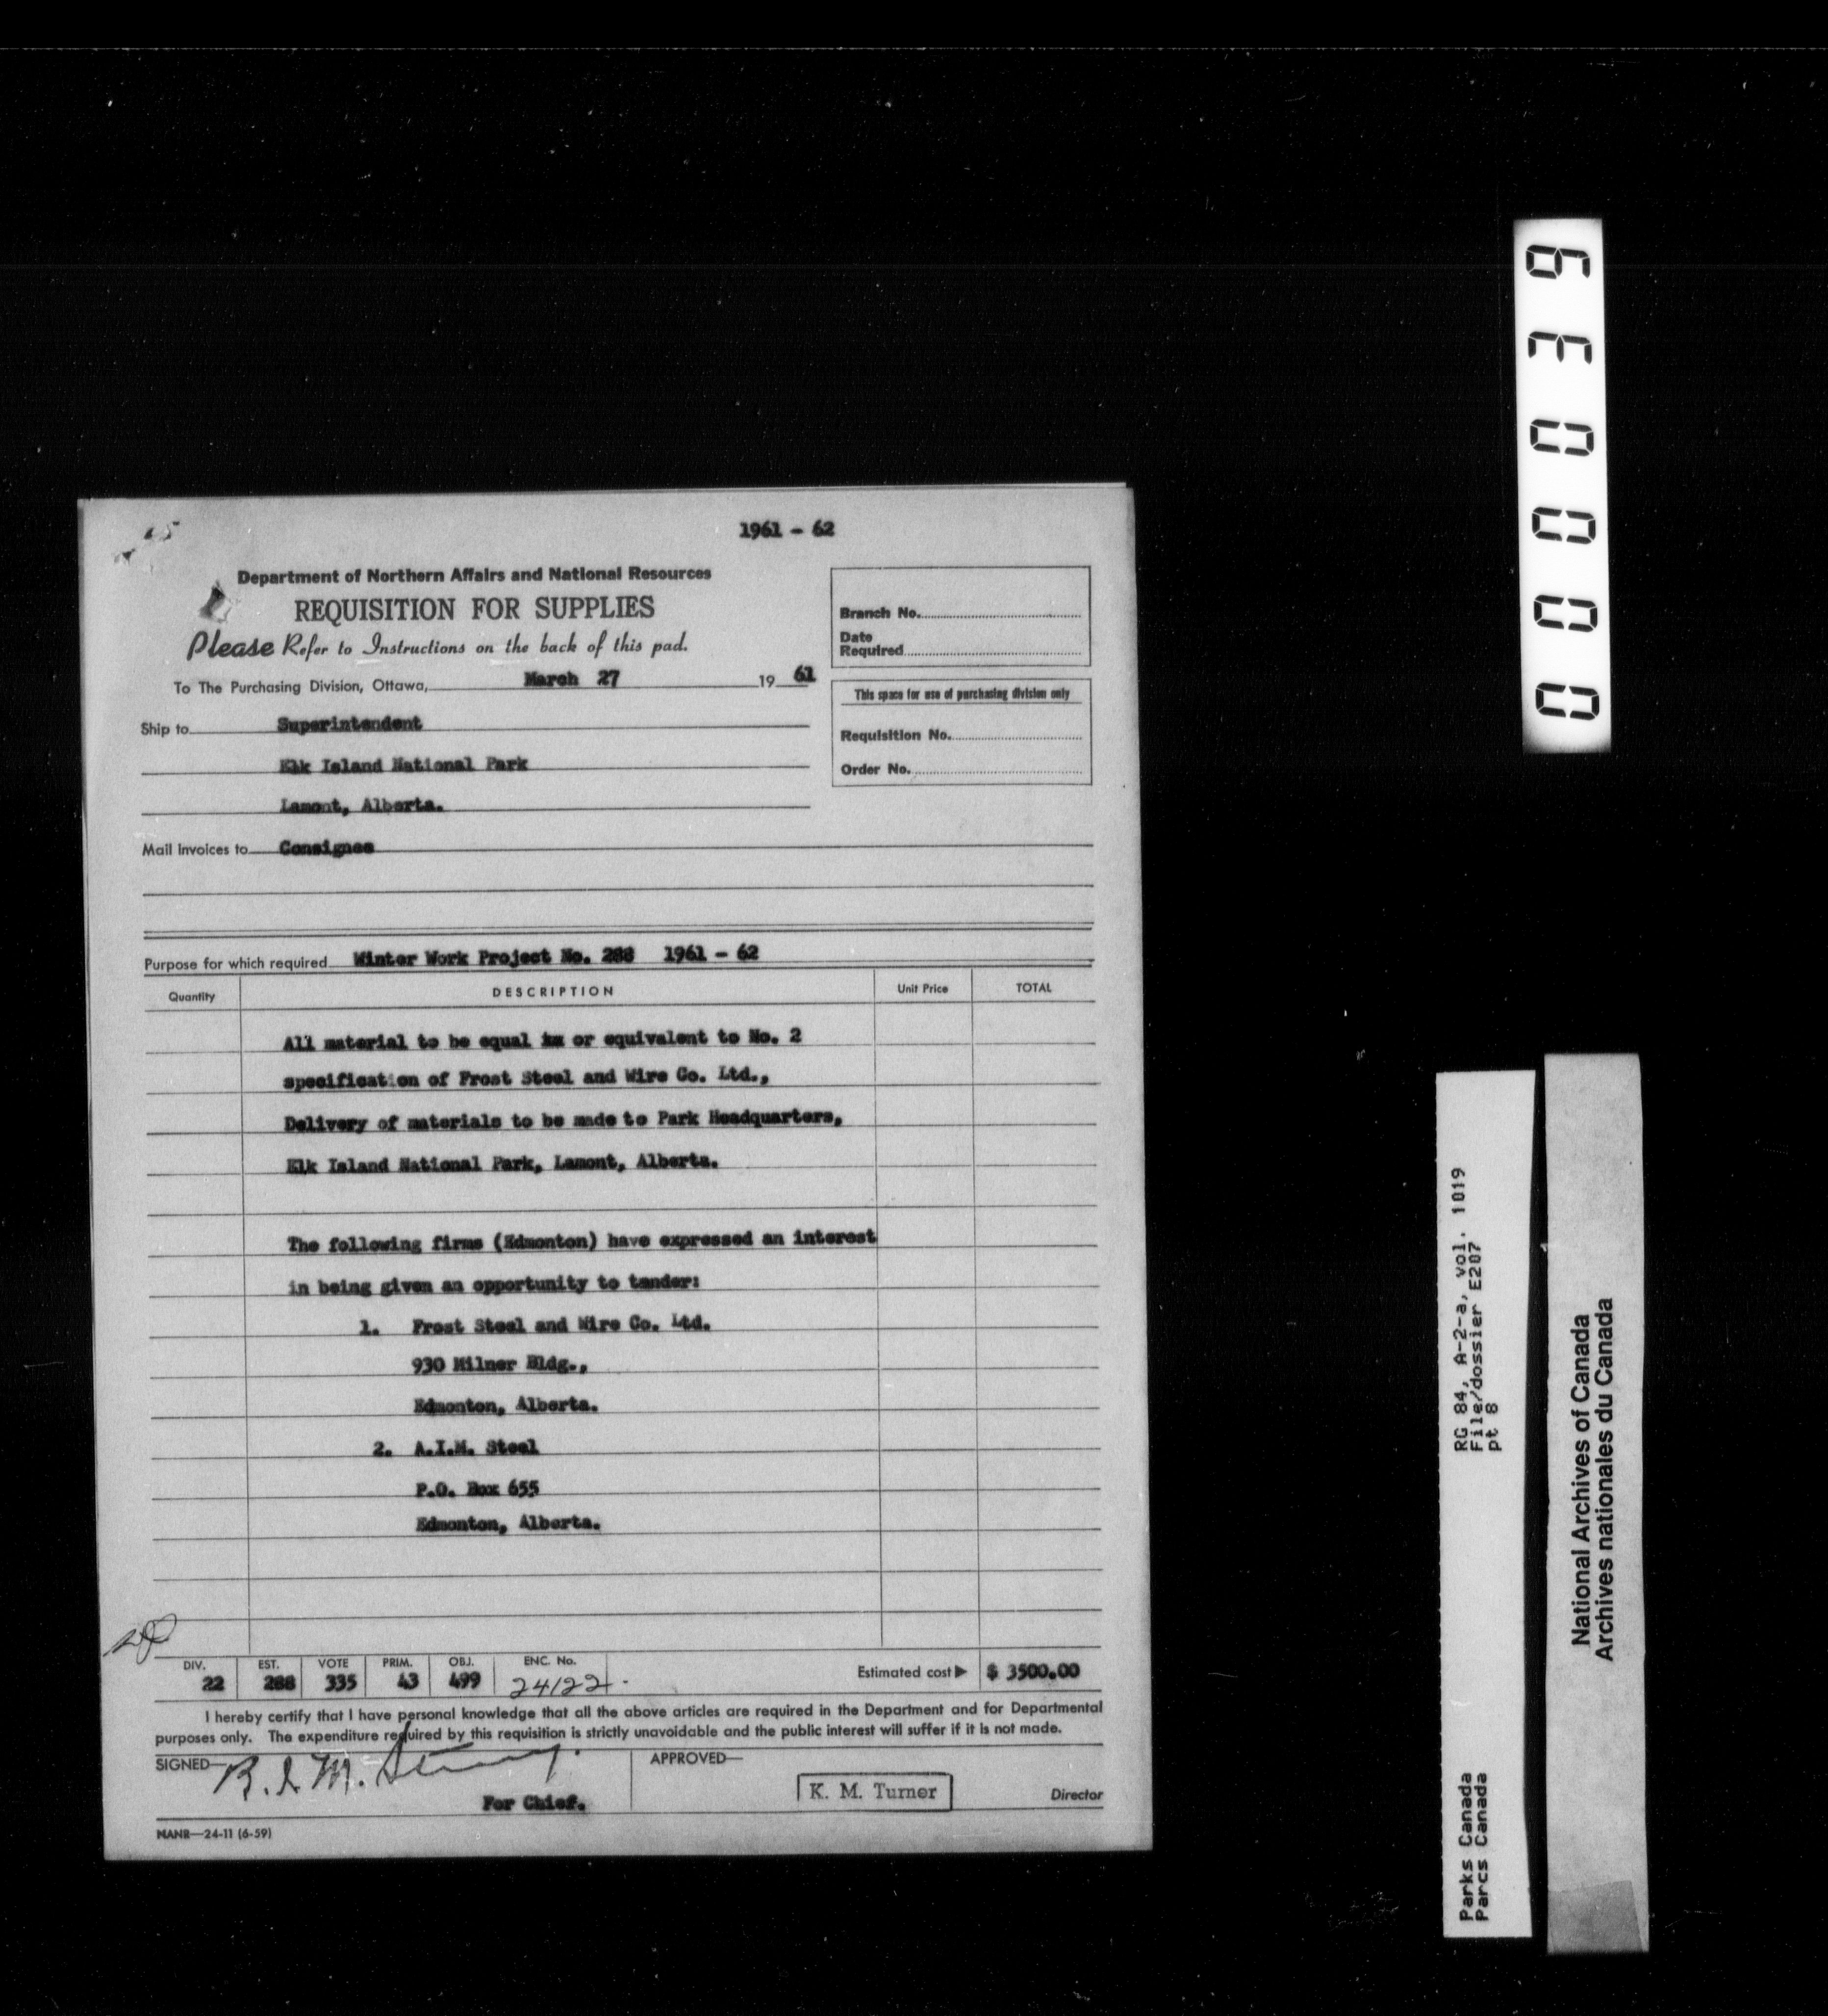 1961 - 62
Department of Northern Affairs and National Resources
REQUISITION FOR SUPPLIES
Please Refer to Instructions on the back of this pad.
Branch No.
Date
Required
To The Purchasing Division, Ottawa, March 27 19 61
This space for use of purchasing division only
Requisition No.
Order No.
Ship to Superintendent
Elk Island National Park
Lamont, Alberta.
Mail invoices to Consignee
Purpose for which required Winter Work Project No. 288 1961 - 62
Quantity DESCRIPTION Unit Price TOTAL
All material to be equal or equivalent to No. 2
specification of Frost Steel and Wire Co. Ltd.,
Delivery of materials to be made to Park Headquarters,
Elk Island National Park, Lamont, Alberta.
The following firms (Edmonton) have expressed an interest
in being given an opportunity to tender:
1. Frost Steel and Wire Co. Ltd.
930 Milner Bldg.,
Edmonton, Alberta.
2. A.I.M. Steel
P.O. Box 655
Edmonton, Alberta.
DIV. EST. VOTE PRIM. OBJ. ENC. No.
22 288 335 43 499 24122. Estimated cost $ 3500.00
I hereby certify that I have personal knowledge that all the above articles are required in the Department and for Departmental
purposes only. The expenditure required by this requisition is strictly unavoidable and the public interest will suffer if it is not made.
SIGNED— APPROVED—
For Chief. K. M. Turner Director
NANR—24-11 (6-59)
000039
RG 84, A-2-a, vol. 1019
File/dossier E207
pt 8
Parks Canada
Parcs Canada
National Archives of Canada
Archives nationales du Canada